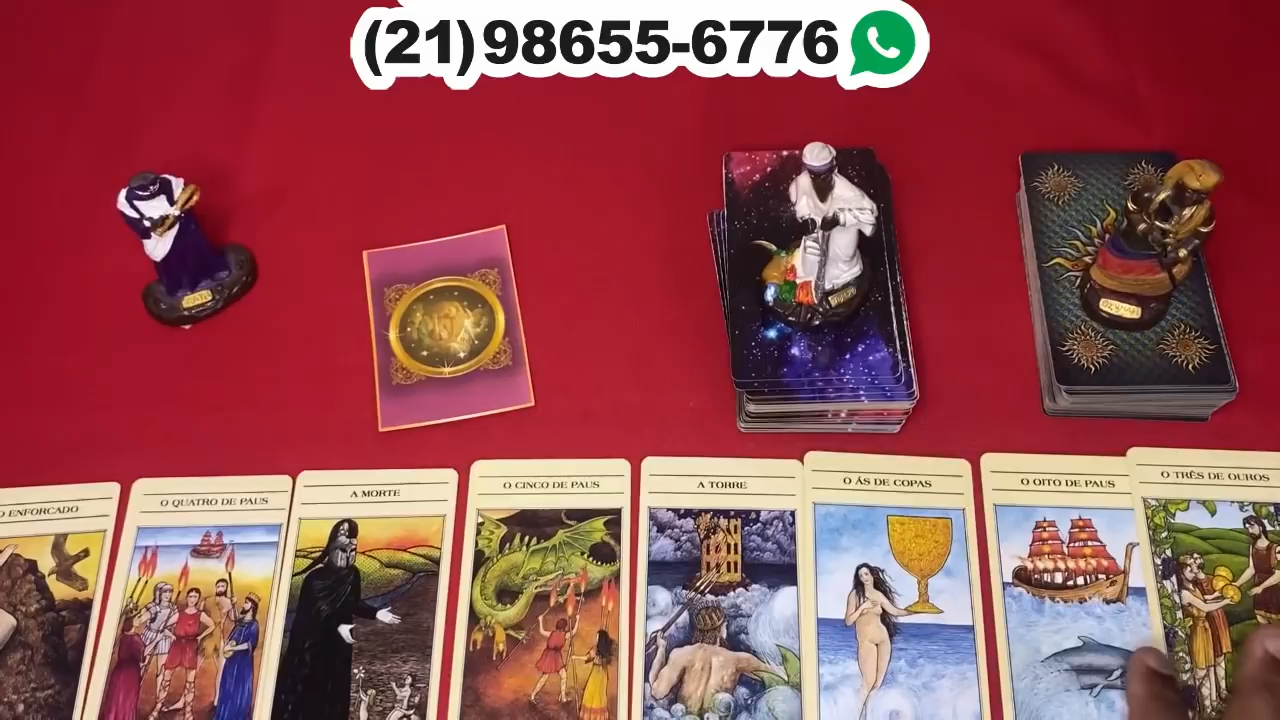 (21)98655-6776
O ENFORCADO
O QUATRO DE PAUS
A MORTE
O CINCO DE PAUS
A TORRE
O ÁS DE COPAS
O OITO DE PAUS
O TRÊS DE OUROS